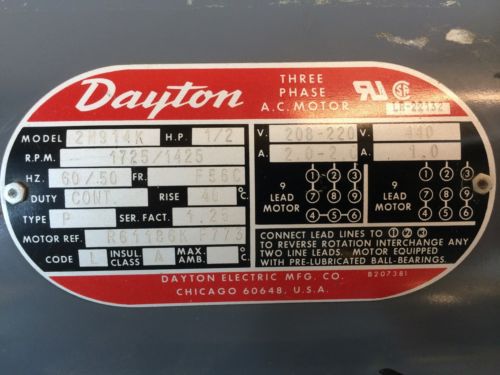 Dayton
THREE
PHASE
A.C. MOTOR
LR-22132
MODEL 2N914K H.P. 1/2
R.P.M. 1725/1425
HZ. 60/50 FR. F56C
DUTY CONT. RISE 40 °C.
TYPE P SER. FACT. 1.25
MOTOR REF.
CODE L INSUL. CLASS A MAX. AMB. °C.
V. 208-220 V. 440
A. 2.0-2. A. 1.0
9
LEAD
MOTOR
1 2 3
7 8 9
4-5-6
9
LEAD
MOTOR
1 2 3
7 8 9
4 5 6
CONNECT LEAD LINES TO 1 2 3
TO REVERSE ROTATION INTERCHANGE ANY
TWO LINE LEADS. MOTOR EQUIPPED
WITH PRE-LUBRICATED BALL-BEARINGS.
DAYTON ELECTRIC MFG. CO. B207381
CHICAGO 60648, U.S.A.